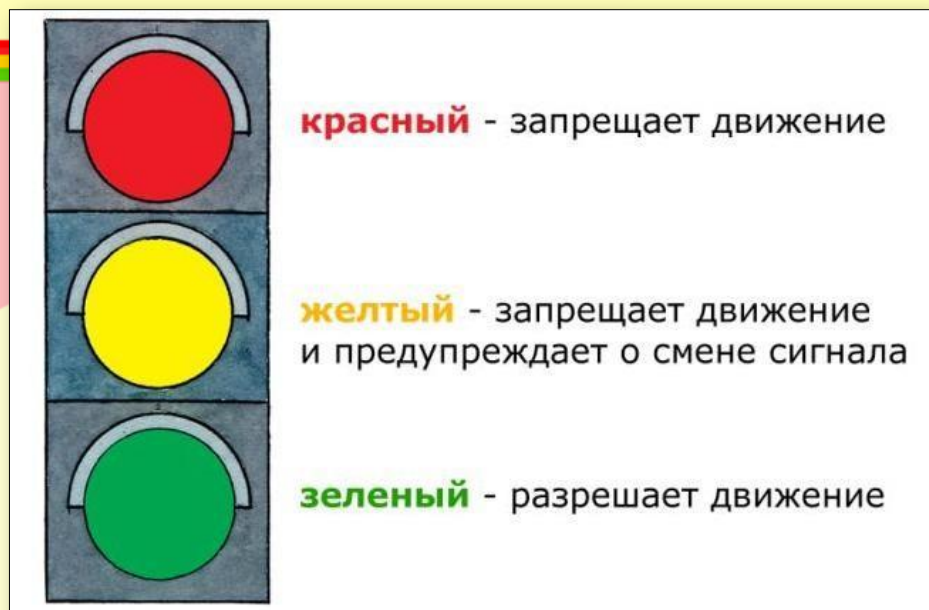 красный - запрещает движение
желтый - запрещает движение
и предупреждает о смене сигнала
зеленый - разрешает движение